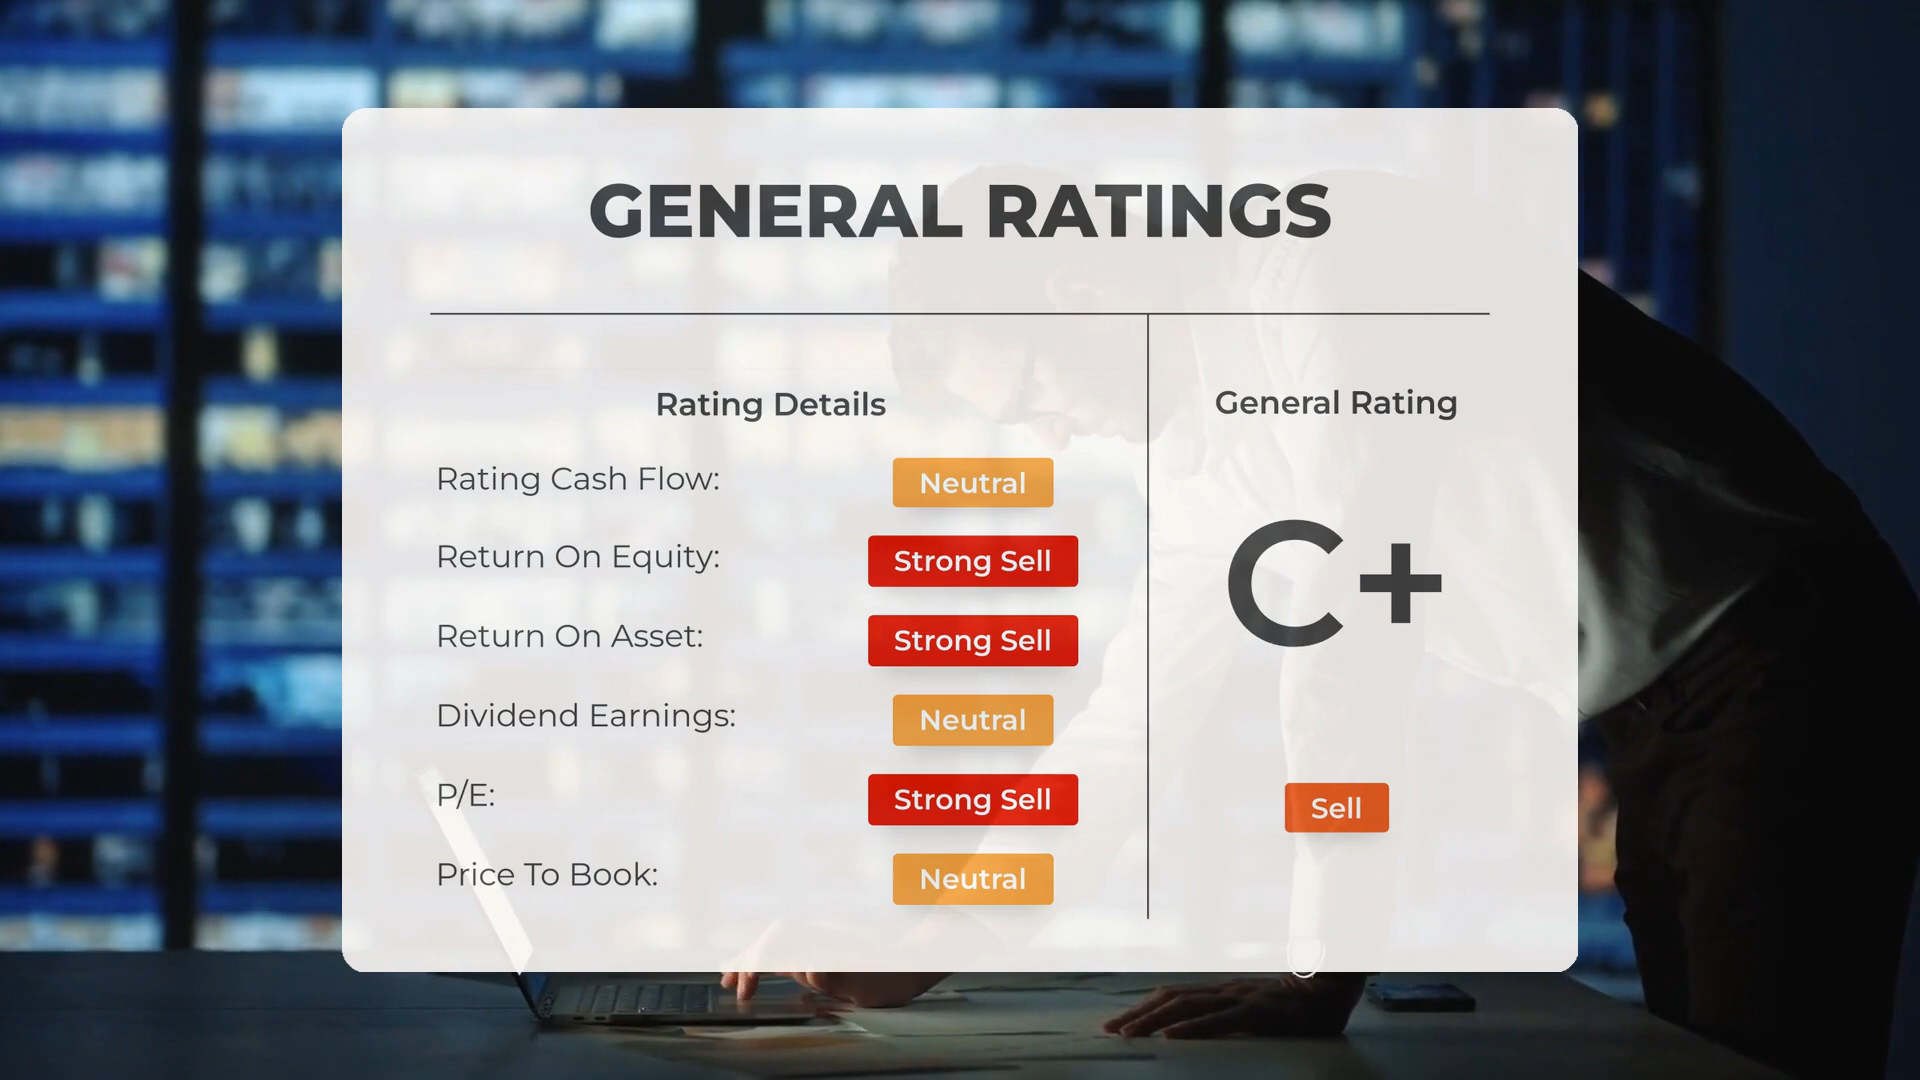 GENERAL RATINGS
Rating Details
Rating Cash Flow: Neutral
Return On Equity: Strong Sell
Return On Asset: Strong Sell
Dividend Earnings: Neutral
P/E: Strong Sell
Price To Book: Neutral
General Rating
C+
Sell